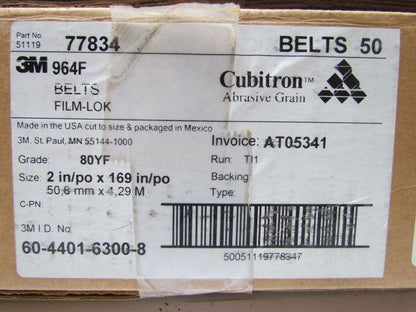 Part No.
51119 77834 BELTS 50
3M 964F Cubitron™
BELTS Abrasive Grain
FILM-LOK
Made in the USA cut to size & packaged in Mexico
3M, St. Paul, MN 55144-1000 Invoice: AT05341
Grade: 80YF Run: TI1
Size: 2 in/po x 169 in/po Backing:
50,8 mm x 4,29 M Type:
C-PN:
3M I.D. No.
60-4401-6300-8
50051119778347